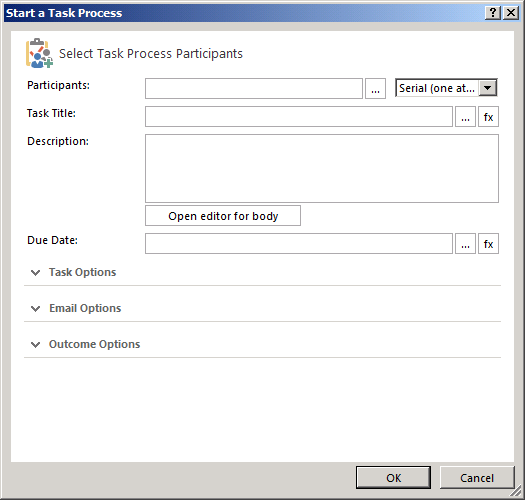 Start a Task Process
Select Task Process Participants
Participants: ... Serial (one at...
Task Title: ... fx
Description:
Open editor for body
Due Date: ... fx
Task Options
Email Options
Outcome Options
OK Cancel